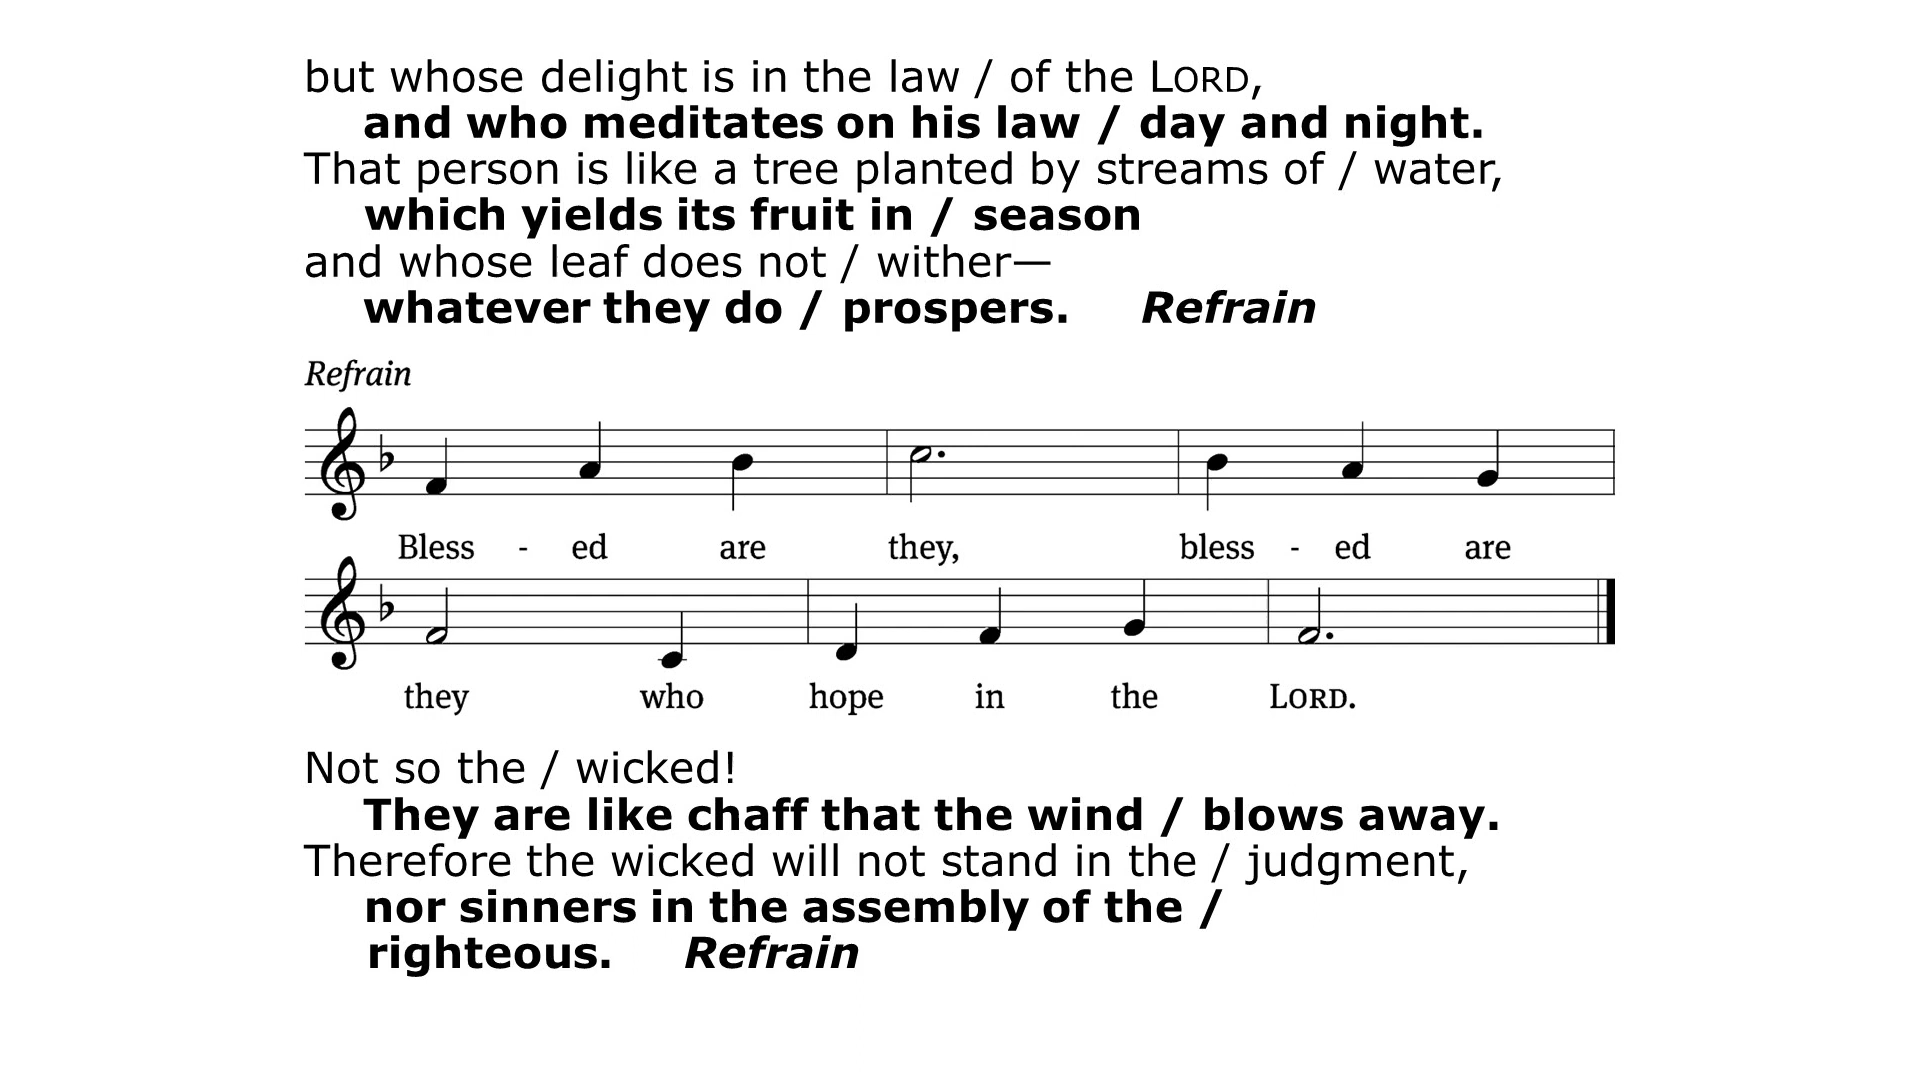 but whose delight is in the law / of the LORD,
and who meditates on his law / day and night.
That person is like a tree planted by streams of / water,
which yields its fruit in / season
and whose leaf does not / wither—
whatever they do / prospers. Refrain
Refrain
Bless - ed are they, bless - ed are
they who hope in the LORD.
Not so the / wicked!
They are like chaff that the wind / blows away.
Therefore the wicked will not stand in the / judgment,
nor sinners in the assembly of the /
righteous. Refrain